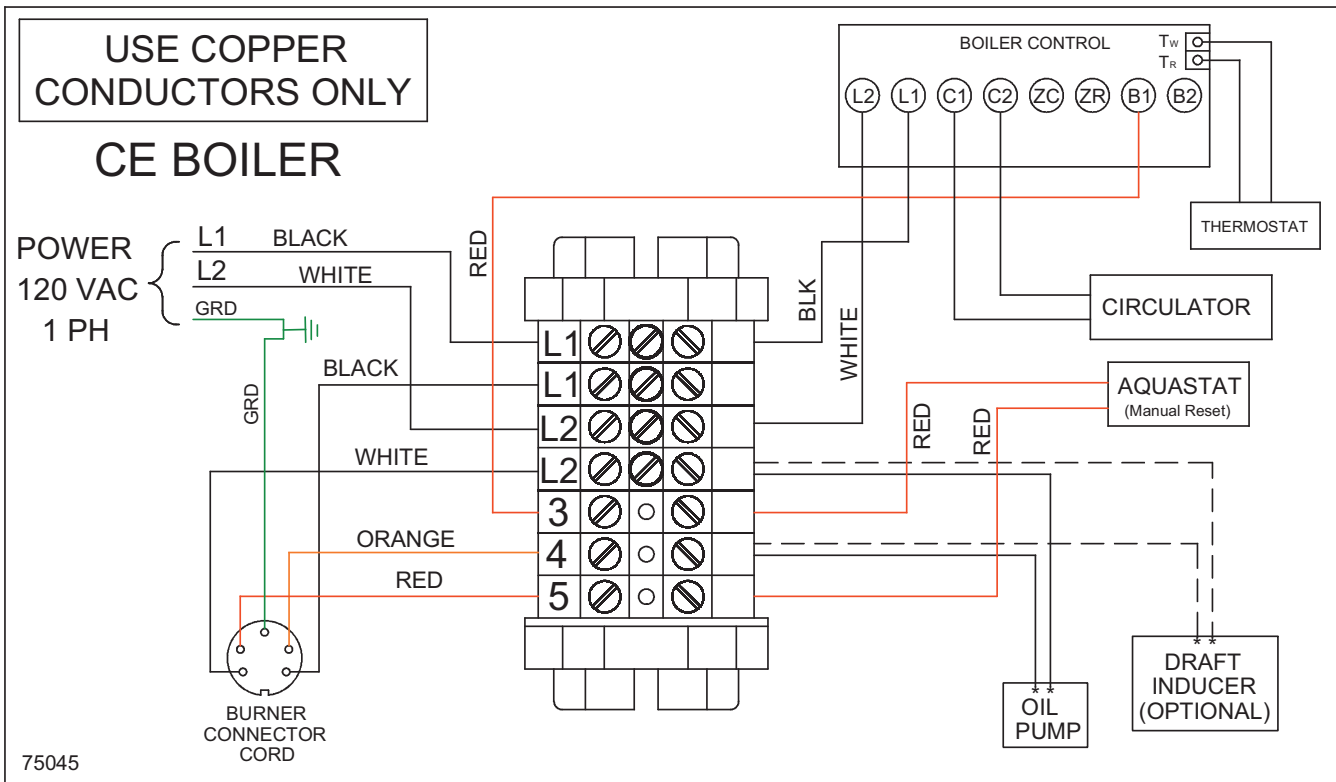 USE COPPER
CONDUCTORS ONLY
CE BOILER
POWER
120 VAC
1 PH
L1
BLACK
L2
WHITE
GRD
GRD
BLACK
WHITE
ORANGE
RED
RED
BURNER
CONNECTOR
CORD
75045
L1
L1
L2
L2
3
4
5
BLK
WHITE
RED
RED
BOILER CONTROL
TW
TR
L2
L1
C1
C2
ZC
ZR
B1
B2
THERMOSTAT
CIRCULATOR
AQUASTAT
(Manual Reset)
* *
OIL
PUMP
* *
DRAFT
INDUCER
(OPTIONAL)